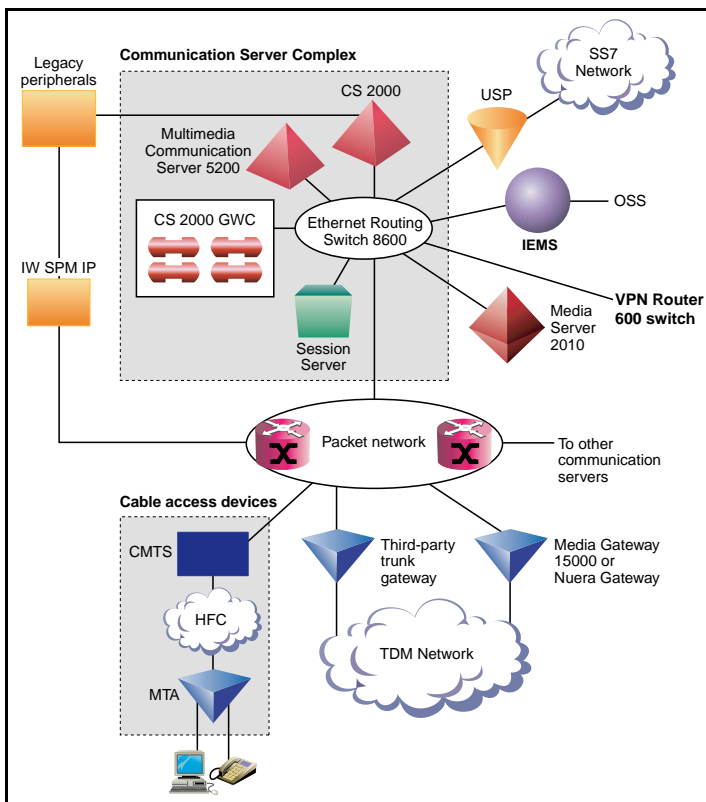 Communication Server Complex
Legacy
peripherals
CS 2000
SS7
Network
USP
Multimedia
Communication
Server 5200
CS 2000 GWC
Ethernet Routing
Switch 8600
OSS
IEMS
IW SPM IP
VPN Router
600 switch
Media
Server
2010
Session
Server
Packet network
To other
communication
servers
Cable access devices
CMTS
Third-party
trunk
gateway
Media Gateway
15000 or
Nuera Gateway
HFC
TDM Network
MTA